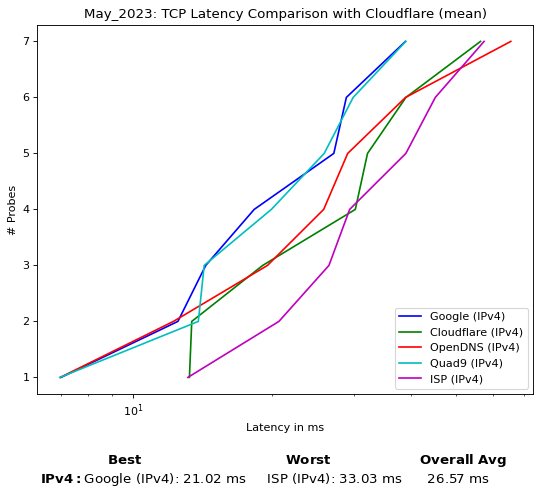 May_2023: TCP Latency Comparison with Cloudflare (mean)
7
6
5
4
3
2
1
# Probes
10¹
Latency in ms
Google (IPv4)
Cloudflare (IPv4)
OpenDNS (IPv4)
Quad9 (IPv4)
ISP (IPv4)
Best Worst Overall Avg
IPv4: Google (IPv4): 21.02 ms ISP (IPv4): 33.03 ms 26.57 ms